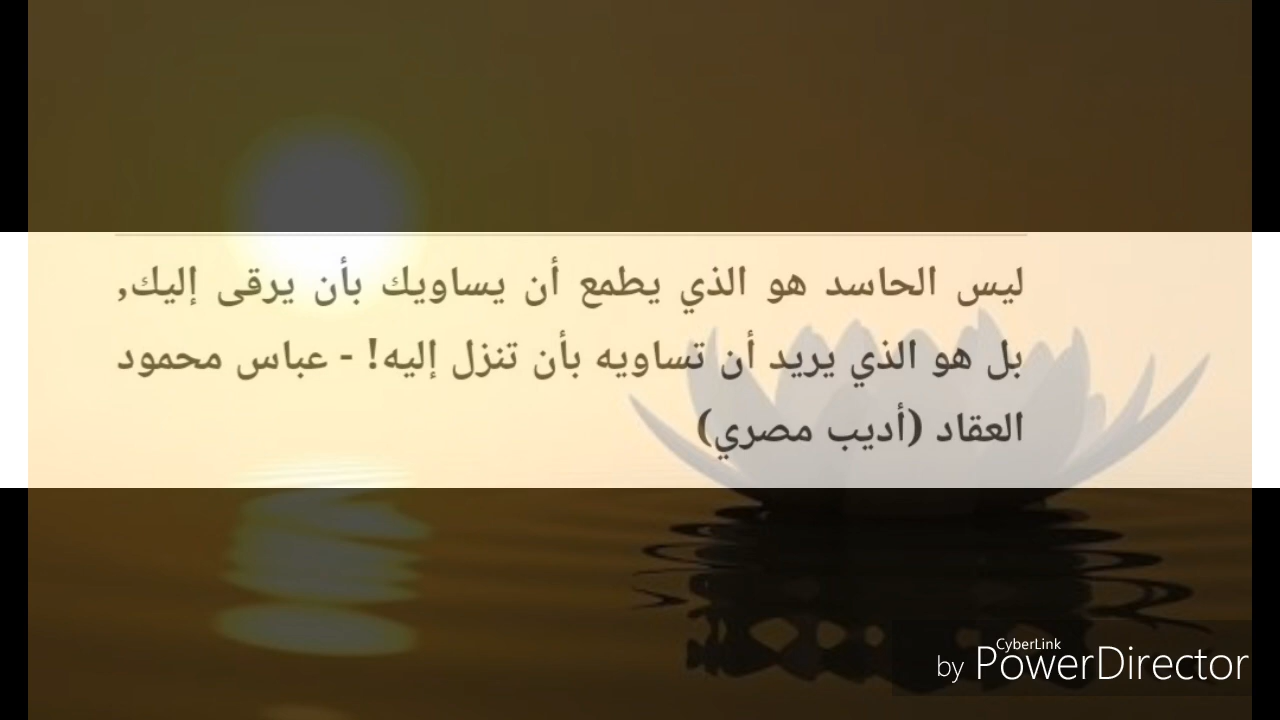 ليس الحاسد هو الذي يطمع أن يساويك بأن يرقى إليك,
بل هو الذي يريد أن تساويه بأن تنزل إليه! - عباس محمود
العقاد (أديب مصري)
CyberLink
by PowerDirector